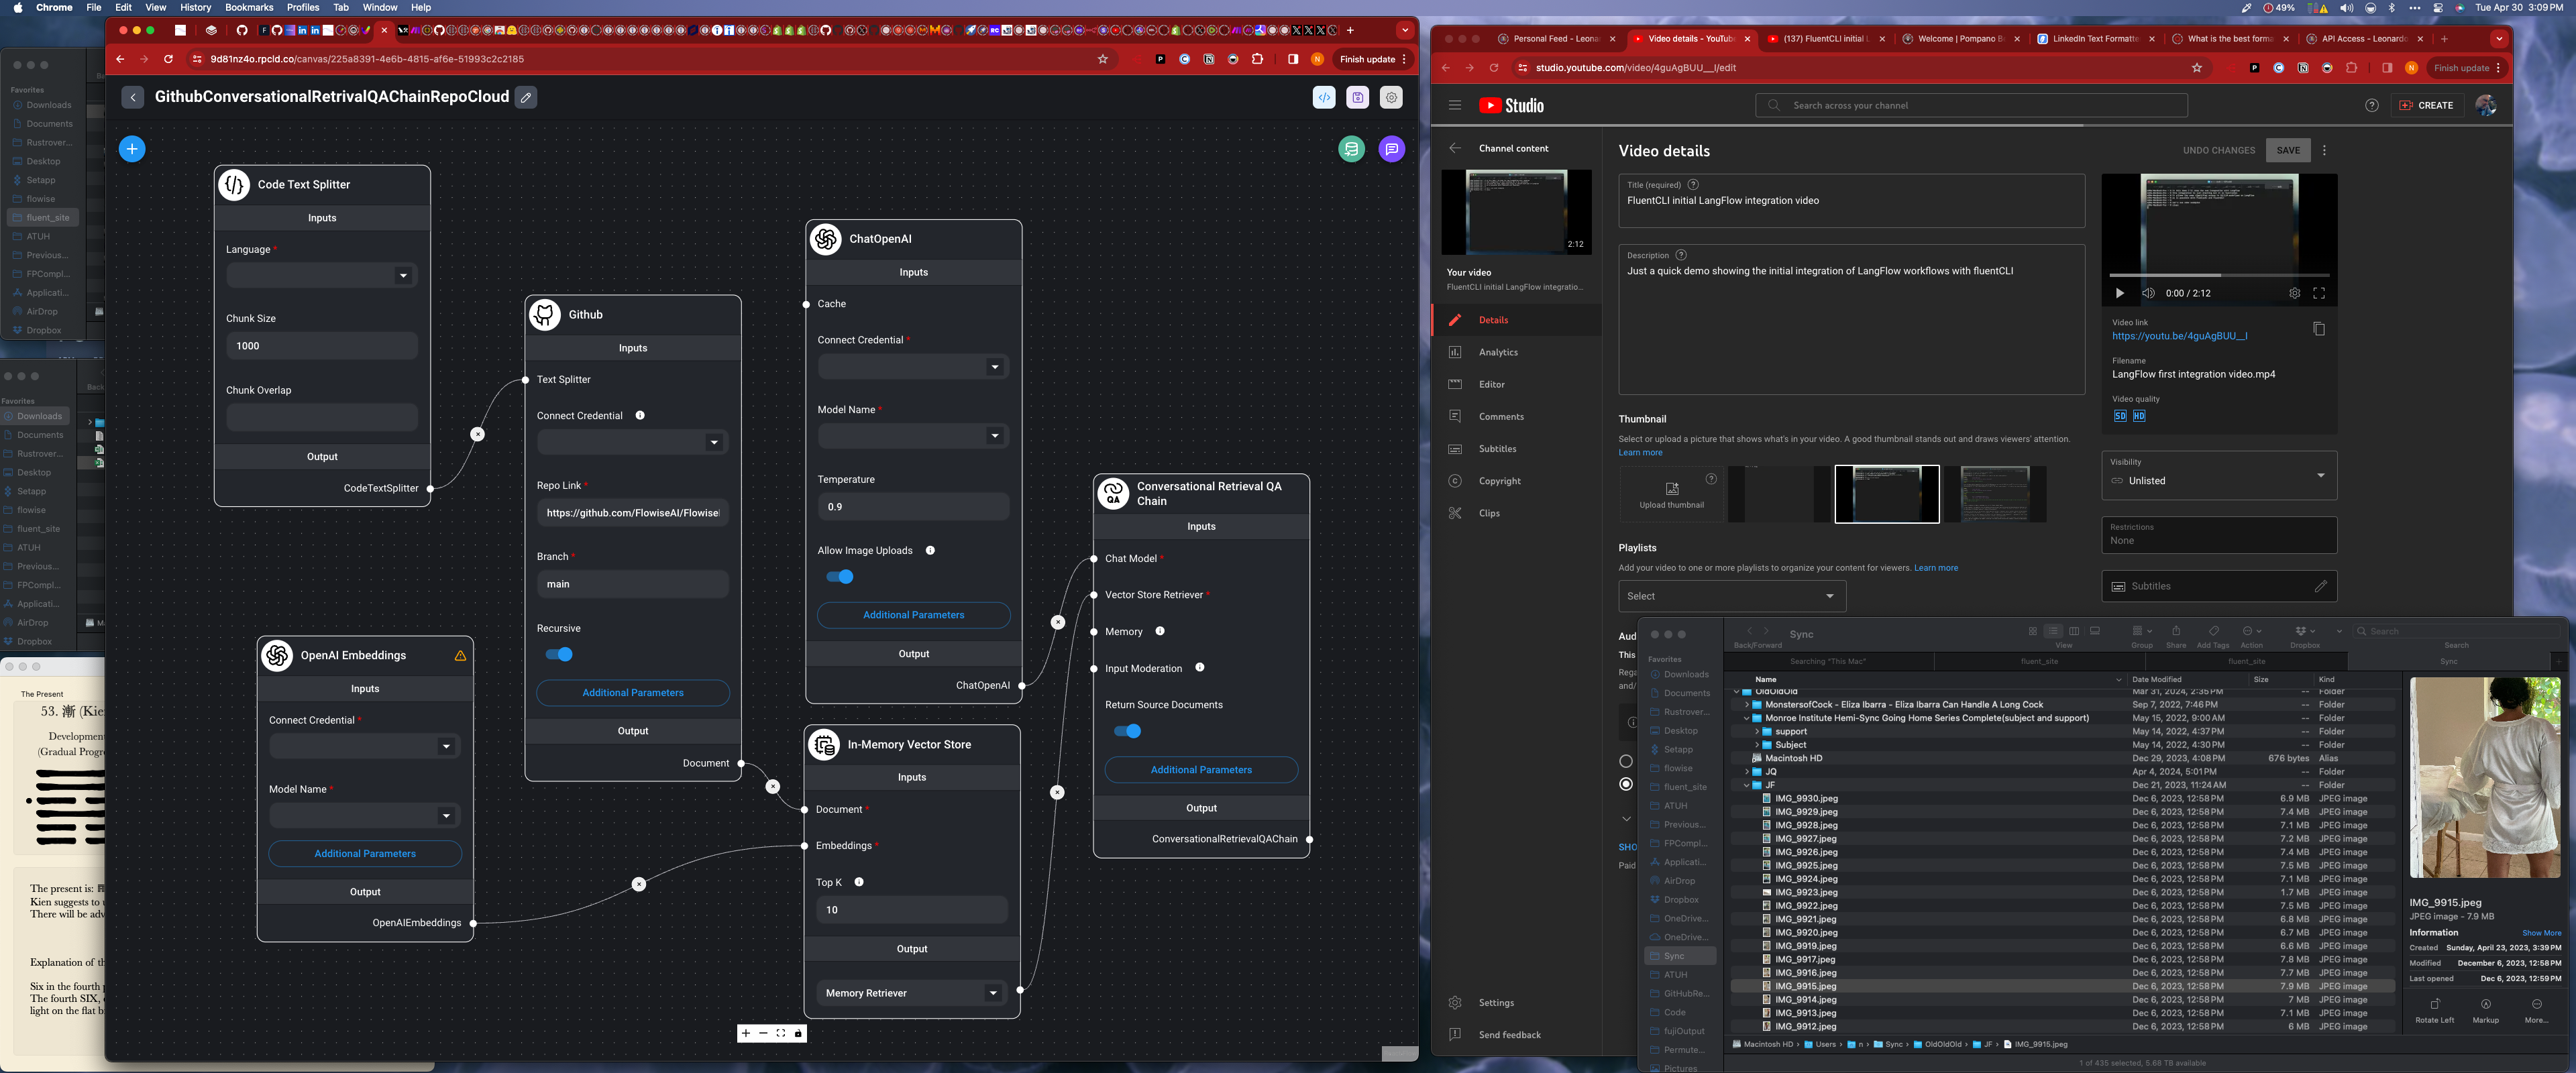 Chrome File Edit View History Bookmarks Profiles Tab Window Help
49%
Tue Apr 30 3:09 PM
9d81nz4o.rpcld.co/canvas/225a8391-4e6b-4815-af6e-51993c2c2185
Finish update
GithubConversationalRetrivalQAChainRepoCloud
Code Text Splitter
Inputs
Language *
Chunk Size
1000
Chunk Overlap
Output
CodeTextSplitter
Github
Inputs
Text Splitter
Connect Credential
Repo Link *
https://github.com/FlowiseAI/Flowise
Branch *
main
Recursive
Additional Parameters
Output
Document
OpenAI Embeddings
Inputs
Connect Credential *
Model Name *
Additional Parameters
Output
OpenAIEmbeddings
ChatOpenAI
Inputs
Cache
Connect Credential *
Model Name *
Temperature
0.9
Allow Image Uploads
Additional Parameters
Output
ChatOpenAI
In-Memory Vector Store
Inputs
Document *
Embeddings *
Top K
10
Output
Memory Retriever
QA
Conversational Retrieval QA
Chain
Inputs
Chat Model *
Vector Store Retriever *
Memory
Input Moderation
Return Source Documents
Additional Parameters
Output
ConversationalRetrievalQAChain
Favorites
Downloads
Documents
Rustrover...
Desktop
Setapp
flowise
fluent_site
ATUH
Previous...
FPCompl...
Applicati...
AirDrop
Dropbox
Back
Favorites
Downloads
Documents
Rustrover...
Desktop
Setapp
flowise
fluent_site
ATUH
Previous...
FPCompl...
Applicati...
AirDrop
Dropbox
The Present
53. 漸 (Kie
Development
(Gradual Progre
The present is:
Kien suggests to u
There will be adv
Explanation of th
Six in the fourth p
The fourth SIX,
light on the flat b
Personal Feed - Leona
Video details - YouTub
(137) FluentCLI initial L
Welcome | Pompano B
LinkedIn Text Formatte
What is the best forma
API Access - Leonardo
studio.youtube.com/video/4guAgBUU__I/edit
Finish update
Studio
Search across your channel
CREATE
Channel content
2:12
Your video
FluentCLI initial LangFlow integratio...
Details
Analytics
Editor
Comments
Subtitles
Copyright
Clips
Settings
Send feedback
Video details
UNDO CHANGES
SAVE
Title (required)
FluentCLI initial LangFlow integration video
Description
Just a quick demo showing the initial integration of LangFlow workflows with fluentCLI
Thumbnail
Select or upload a picture that shows what's in your video. A good thumbnail stands out and draws viewers' attention.
Learn more
Upload thumbnail
Playlists
Add your video to one or more playlists to organize your content for viewers. Learn more
Select
Aud
This
Rega
and/
SHO
Paid
0:00 / 2:12
Video link
https://youtu.be/4guAgBUU__I
Filename
LangFlow first integration video.mp4
Video quality
SD HD
Visibility
Unlisted
Restrictions
None
Subtitles
Sync
Back/Forward
View Group Share Add Tags Action Dropbox
Search
Search
Searching "This Mac"
fluent_site
fluent_site
Sync
Favorites
Downloads
Documents
Rustrover...
Desktop
Setapp
flowise
fluent_site
ATUH
Previous...
FPCompl...
Applicati...
AirDrop
Dropbox
OneDrive...
OneDrive...
Sync
ATUH
GitHubRe...
Code
fujiOutput
Permute...
Pictures
Name Date Modified Size Kind
OldOldOld Mar 31, 2024, 2:35 PM -- Folder
MonstersofCock - Eliza Ibarra - Eliza Ibarra Can Handle A Long Cock Sep 7, 2022, 7:46 PM -- Folder
Monroe Institute Hemi-Sync Going Home Series Complete(subject and support) May 15, 2022, 9:00 AM -- Folder
support May 14, 2022, 4:37 PM -- Folder
Subject May 14, 2022, 4:30 PM -- Folder
Macintosh HD Dec 29, 2023, 4:08 PM 676 bytes Alias
JQ Apr 4, 2024, 5:01 PM -- Folder
JF Dec 21, 2023, 11:24 AM -- Folder
IMG_9930.jpeg Dec 6, 2023, 12:58 PM 6.9 MB JPEG image
IMG_9929.jpeg Dec 6, 2023, 12:58 PM 7.4 MB JPEG image
IMG_9928.jpeg Dec 6, 2023, 12:58 PM 7.1 MB JPEG image
IMG_9927.jpeg Dec 6, 2023, 12:58 PM 7.2 MB JPEG image
IMG_9926.jpeg Dec 6, 2023, 12:58 PM 7.4 MB JPEG image
IMG_9925.jpeg Dec 6, 2023, 12:58 PM 7.5 MB JPEG image
IMG_9924.jpeg Dec 6, 2023, 12:58 PM 7.1 MB JPEG image
IMG_9923.jpeg Dec 6, 2023, 12:58 PM 1.7 MB JPEG image
IMG_9922.jpeg Dec 6, 2023, 12:58 PM 7.5 MB JPEG image
IMG_9921.jpeg Dec 6, 2023, 12:58 PM 6.8 MB JPEG image
IMG_9920.jpeg Dec 6, 2023, 12:58 PM 6.7 MB JPEG image
IMG_9919.jpeg Dec 6, 2023, 12:58 PM 6.6 MB JPEG image
IMG_9917.jpeg Dec 6, 2023, 12:58 PM 7.8 MB JPEG image
IMG_9916.jpeg Dec 6, 2023, 12:58 PM 7.7 MB JPEG image
IMG_9915.jpeg Dec 6, 2023, 12:58 PM 7.9 MB JPEG image
IMG_9914.jpeg Dec 6, 2023, 12:58 PM 7 MB JPEG image
IMG_9913.jpeg Dec 6, 2023, 12:58 PM 7.1 MB JPEG image
IMG_9912.jpeg Dec 6, 2023, 12:58 PM 6 MB JPEG image
IMG_9915.jpeg
JPEG image - 7.9 MB
Information Show More
Created Sunday, April 23, 2023, 3:39 PM
Modified December 6, 2023, 12:58 PM
Last opened Dec 6, 2023, 12:59 PM
Rotate Left Markup More...
Macintosh HD › Users › n › Sync › OldOldOld › JF › IMG_9915.jpeg
1 of 435 selected, 5.68 TB available